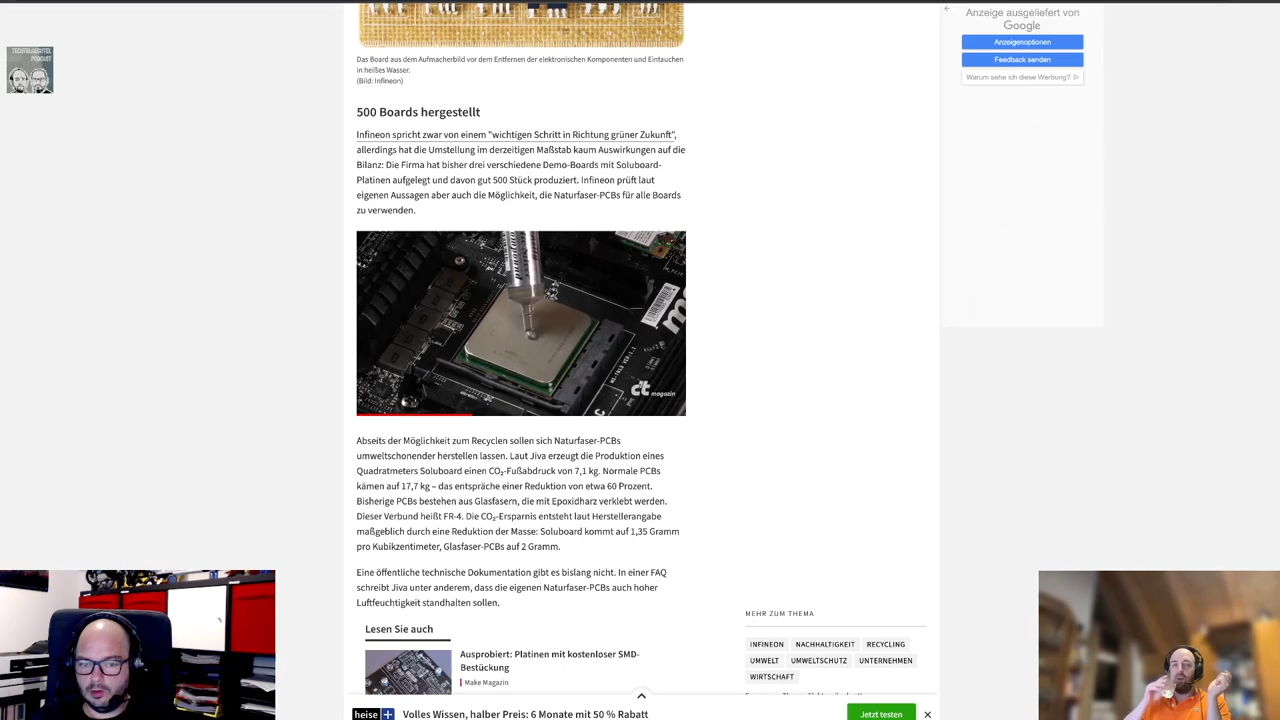 TECHTELMECHTEL
PODCAST
Das Board aus dem Aufmacherbild vor dem Entfernen der elektronischen Komponenten und Eintauchen
in heißes Wasser.
(Bild: Infineon)
500 Boards hergestellt
Infineon spricht zwar von einem "wichtigen Schritt in Richtung grüner Zukunft",
allerdings hat die Umstellung im derzeitigen Maßstab kaum Auswirkungen auf die
Bilanz: Die Firma hat bisher drei verschiedene Demo-Boards mit Soluboard-
Platinen aufgelegt und davon gut 500 Stück produziert. Infineon prüft laut
eigenen Aussagen aber auch die Möglichkeit, die Naturfaser-PCBs für alle Boards
zu verwenden.
c't magazin
Abseits der Möglichkeit zum Recyclen sollen sich Naturfaser-PCBs
umweltschonender herstellen lassen. Laut Jiva erzeugt die Produktion eines
Quadratmeters Soluboard einen CO₂-Fußabdruck von 7,1 kg. Normale PCBs
kämen auf 17,7 kg – das entspräche einer Reduktion von etwa 60 Prozent.
Bisherige PCBs bestehen aus Glasfasern, die mit Epoxidharz verklebt werden.
Dieser Verbund heißt FR-4. Die CO₂-Ersparnis entsteht laut Herstellerangabe
maßgeblich durch eine Reduktion der Masse: Soluboard kommt auf 1,35 Gramm
pro Kubikzentimeter, Glasfaser-PCBs auf 2 Gramm.
Eine öffentliche technische Dokumentation gibt es bislang nicht. In einer FAQ
schreibt Jiva unter anderem, dass die eigenen Naturfaser-PCBs auch hoher
Luftfeuchtigkeit standhalten sollen.
Lesen Sie auch
Ausprobiert: Platinen mit kostenloser SMD-
Bestückung
Make Magazin
Anzeige ausgeliefert von
Google
Anzeigenoptionen
Feedback senden
Warum sehe ich diese Werbung?
MEHR ZUM THEMA
INFINEON NACHHALTIGKEIT RECYCLING
UMWELT UMWELTSCHUTZ UNTERNEHMEN
WIRTSCHAFT
heise + Volles Wissen, halber Preis: 6 Monate mit 50 % Rabatt
Jetzt testen